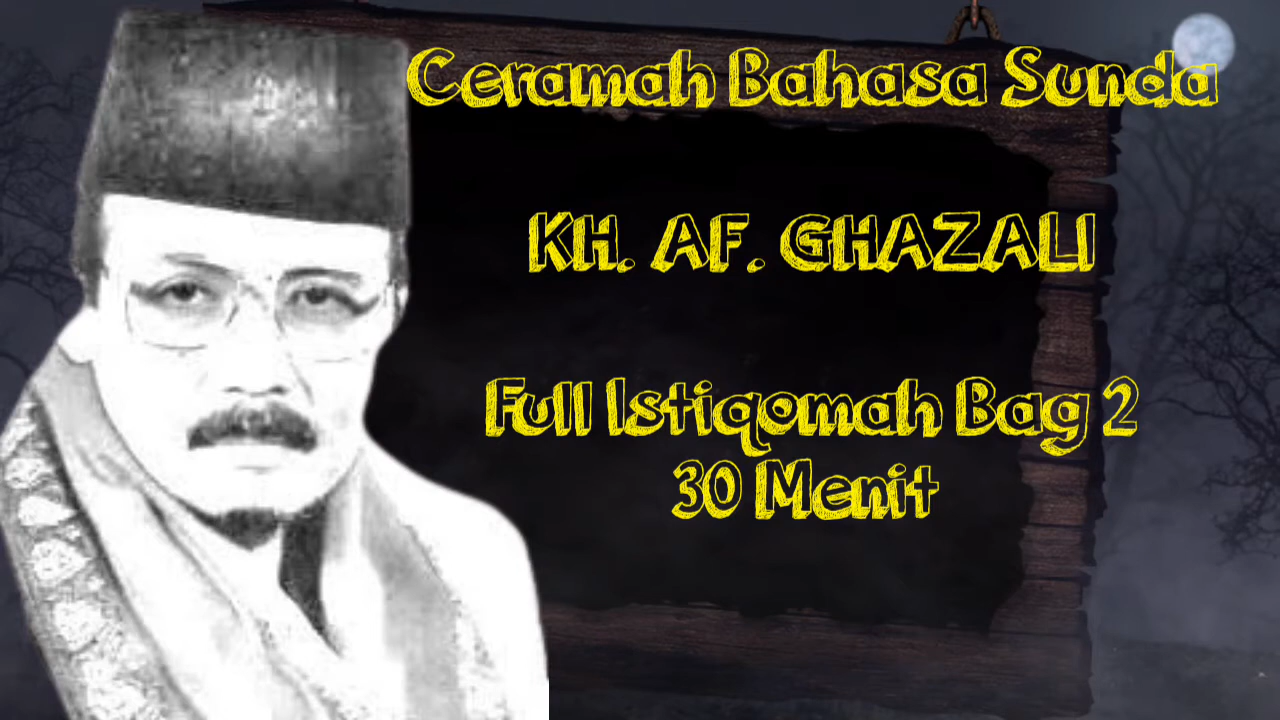 Ceramah Bahasa Sunda
KH. AF. GHAZALI
Full Istiqomah Bag 2
30 Menit